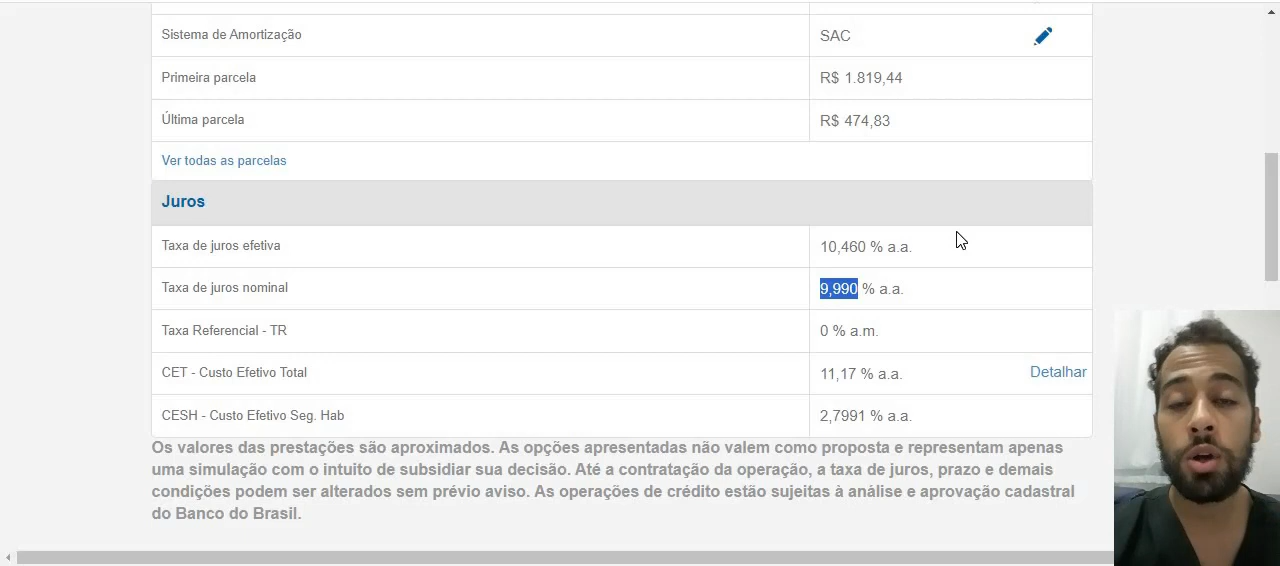 Sistema de Amortização SAC
Primeira parcela R$ 1.819,44
Última parcela R$ 474,83
Ver todas as parcelas
Juros
Taxa de juros efetiva 10,460 % a.a.
Taxa de juros nominal 9,990 % a.a.
Taxa Referencial - TR 0 % a.m.
CET - Custo Efetivo Total 11,17 % a.a. Detalhar
CESH - Custo Efetivo Seg. Hab 2,7991 % a.a.
Os valores das prestações são aproximados. As opções apresentadas não valem como proposta e representam apenas
uma simulação com o intuito de subsidiar sua decisão. Até a contratação da operação, a taxa de juros, prazo e demais
condições podem ser alterados sem prévio aviso. As operações de crédito estão sujeitas à análise e aprovação cadastral
do Banco do Brasil.